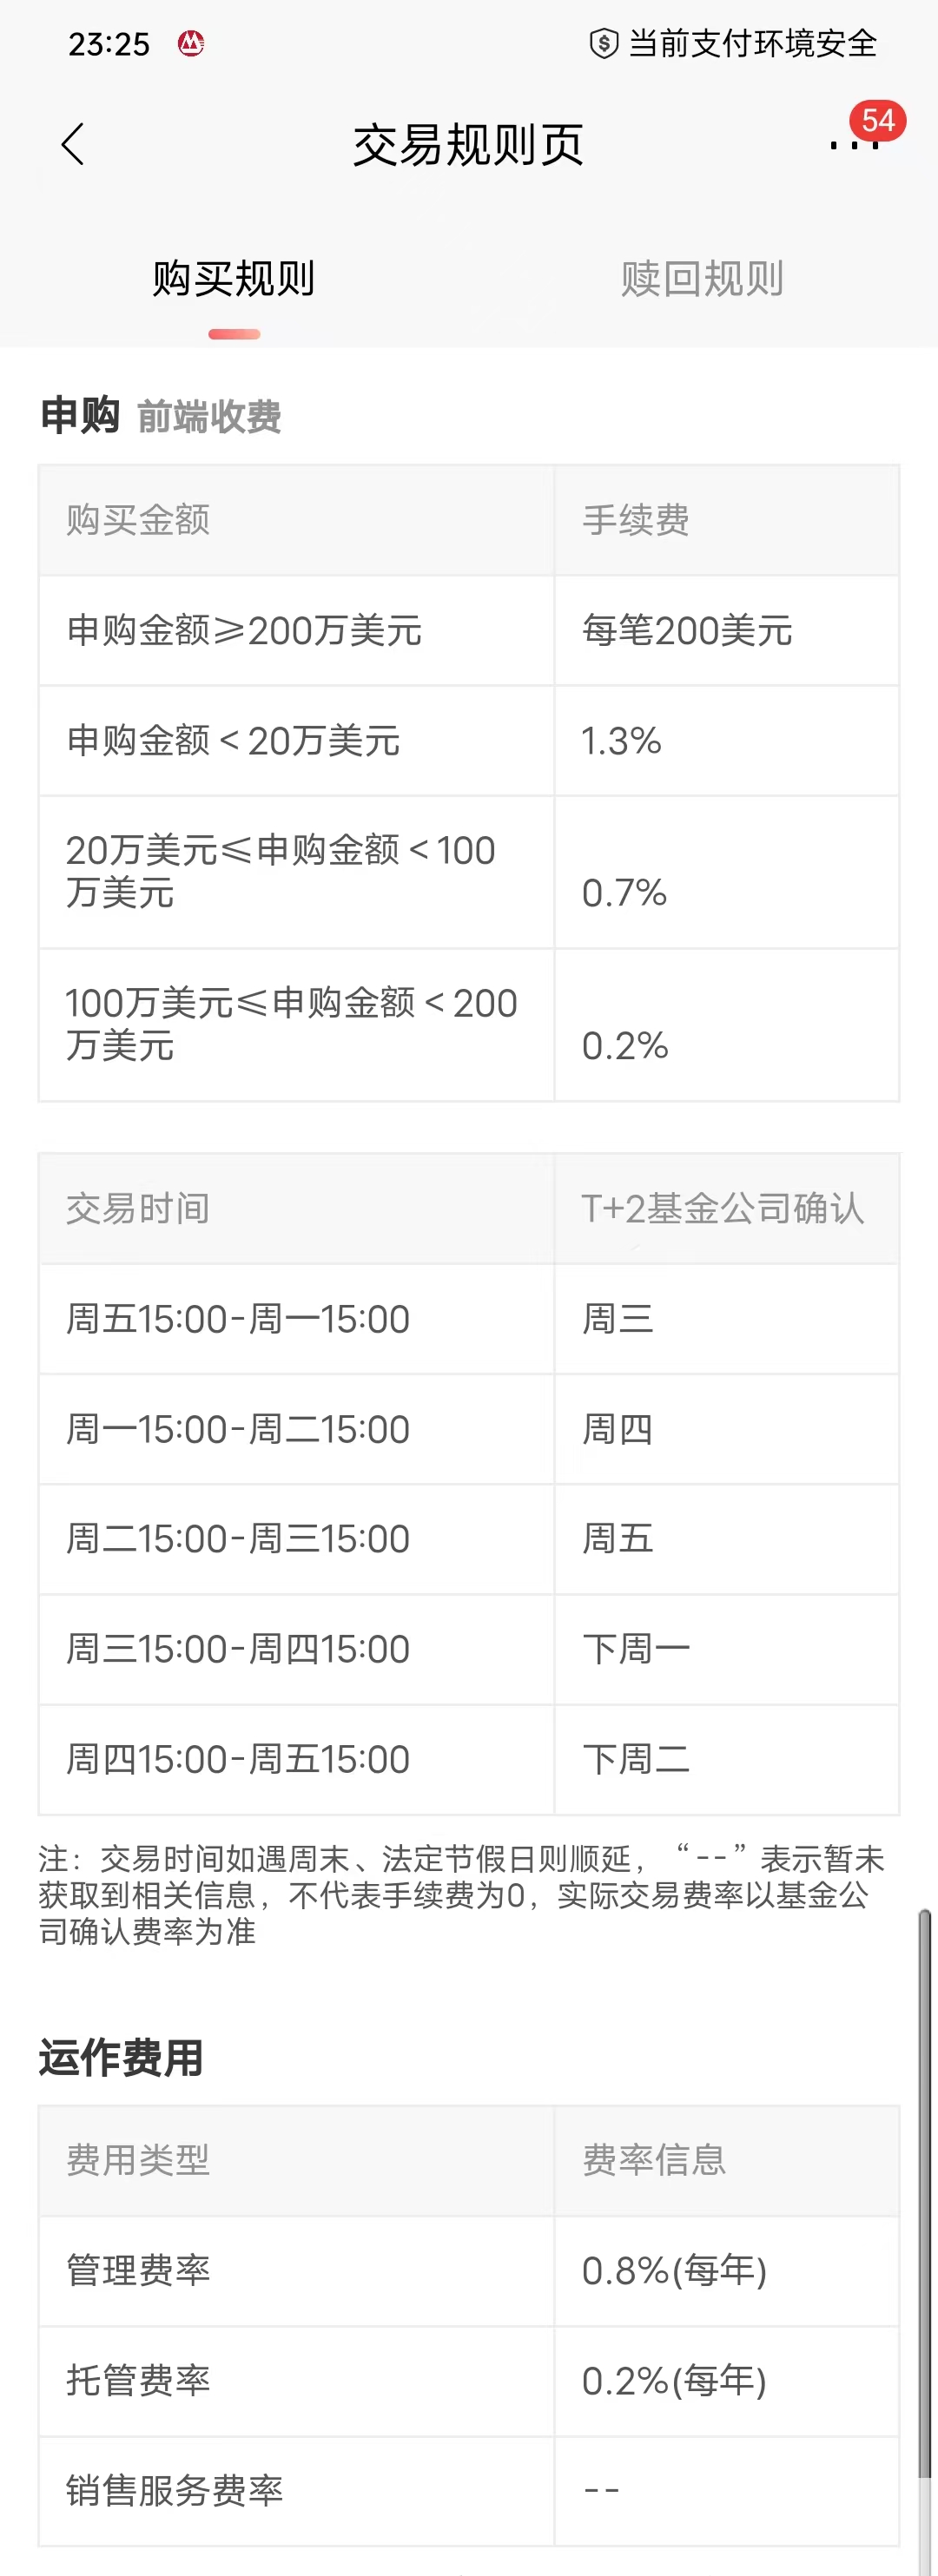 23:25 当前支付环境安全
交易规则页 54
购买规则 赎回规则
申购 前端收费
购买金额 手续费
申购金额≥200万美元 每笔200美元
申购金额<20万美元 1.3%
20万美元≤申购金额<100
万美元 0.7%
100万美元≤申购金额<200
万美元 0.2%
交易时间 T+2基金公司确认
周五15:00-周一15:00 周三
周一15:00-周二15:00 周四
周二15:00-周三15:00 周五
周三15:00-周四15:00 下周一
周四15:00-周五15:00 下周二
注：交易时间如遇周末、法定节假日则顺延，“--”表示暂未
获取到相关信息，不代表手续费为0，实际交易费率以基金公
司确认费率为准
运作费用
费用类型 费率信息
管理费率 0.8%(每年)
托管费率 0.2%(每年)
销售服务费率 --